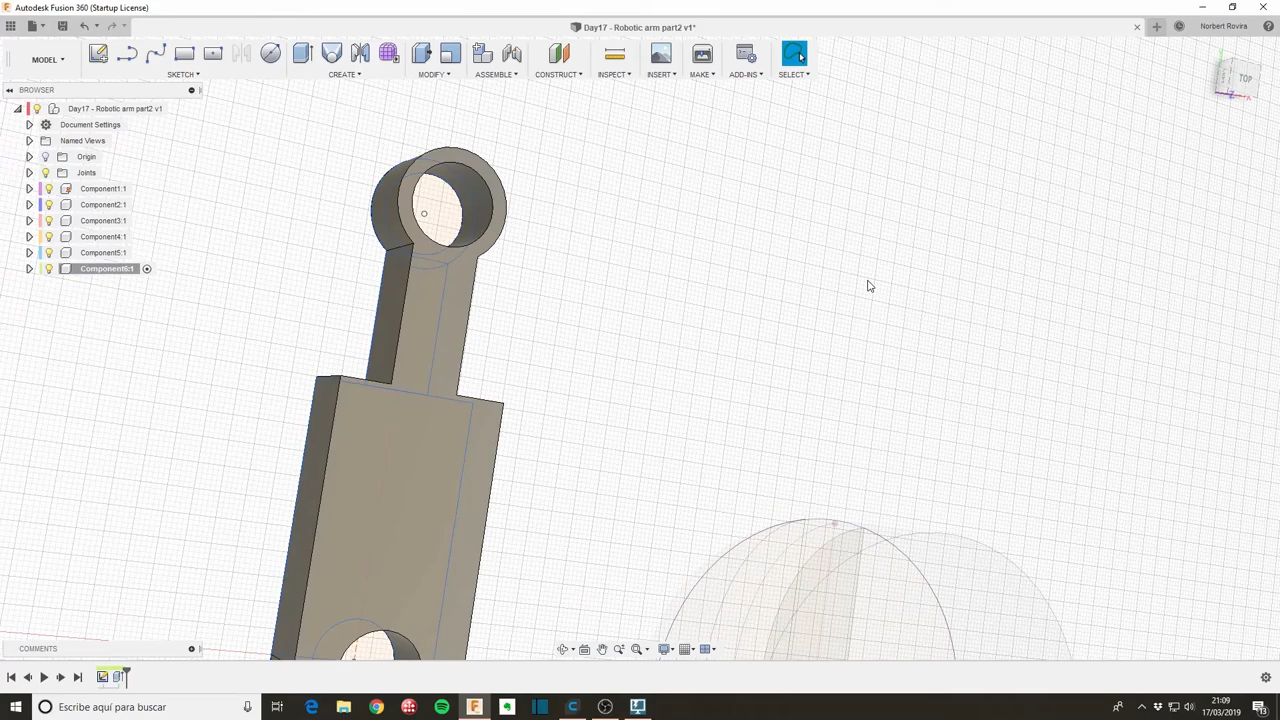 Autodesk Fusion 360 (Startup License)
Day17 - Robotic arm part2 v1*
Norbert Rovira
MODEL
SKETCH
CREATE
MODIFY
ASSEMBLE
CONSTRUCT
INSPECT
INSERT
MAKE
ADD-INS
SELECT
TOP
BROWSER
Day17 - Robotic arm part2 v1
Document Settings
Named Views
Origin
Joints
Component1:1
Component2:1
Component3:1
Component4:1
Component5:1
Component6:1
COMMENTS
Escribe aquí para buscar
21:09
17/03/2019